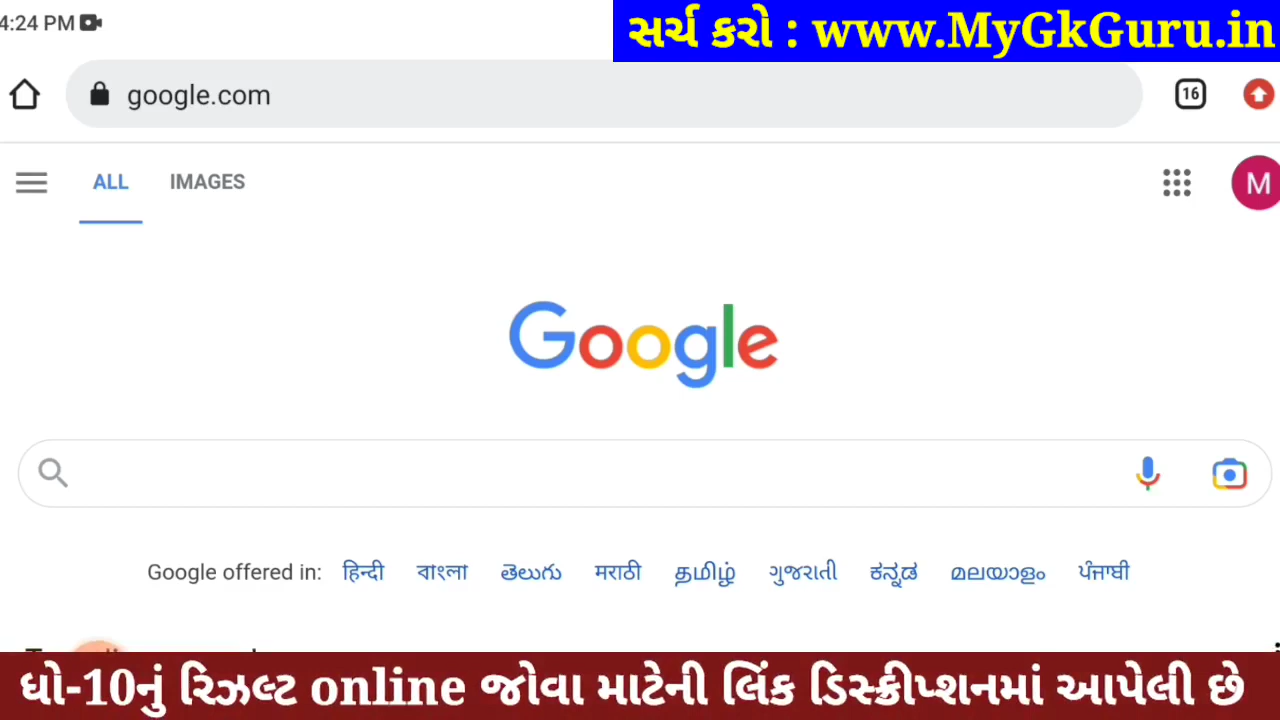 4:24 PM
સર્ચ કરો : www.MyGkGuru.in
google.com
16
ALL IMAGES
M
Google
Google offered in: हिन्दी বাংলা తెలుగు मराठी தமிழ் ગુજરાતી ಕನ್ನಡ മലയാളം ਪੰਜਾਬੀ
ધો-10નું રિઝલ્ટ online જોવા માટેની લિંક ડિસ્ક્રીપ્શનમાં આપેલી છે